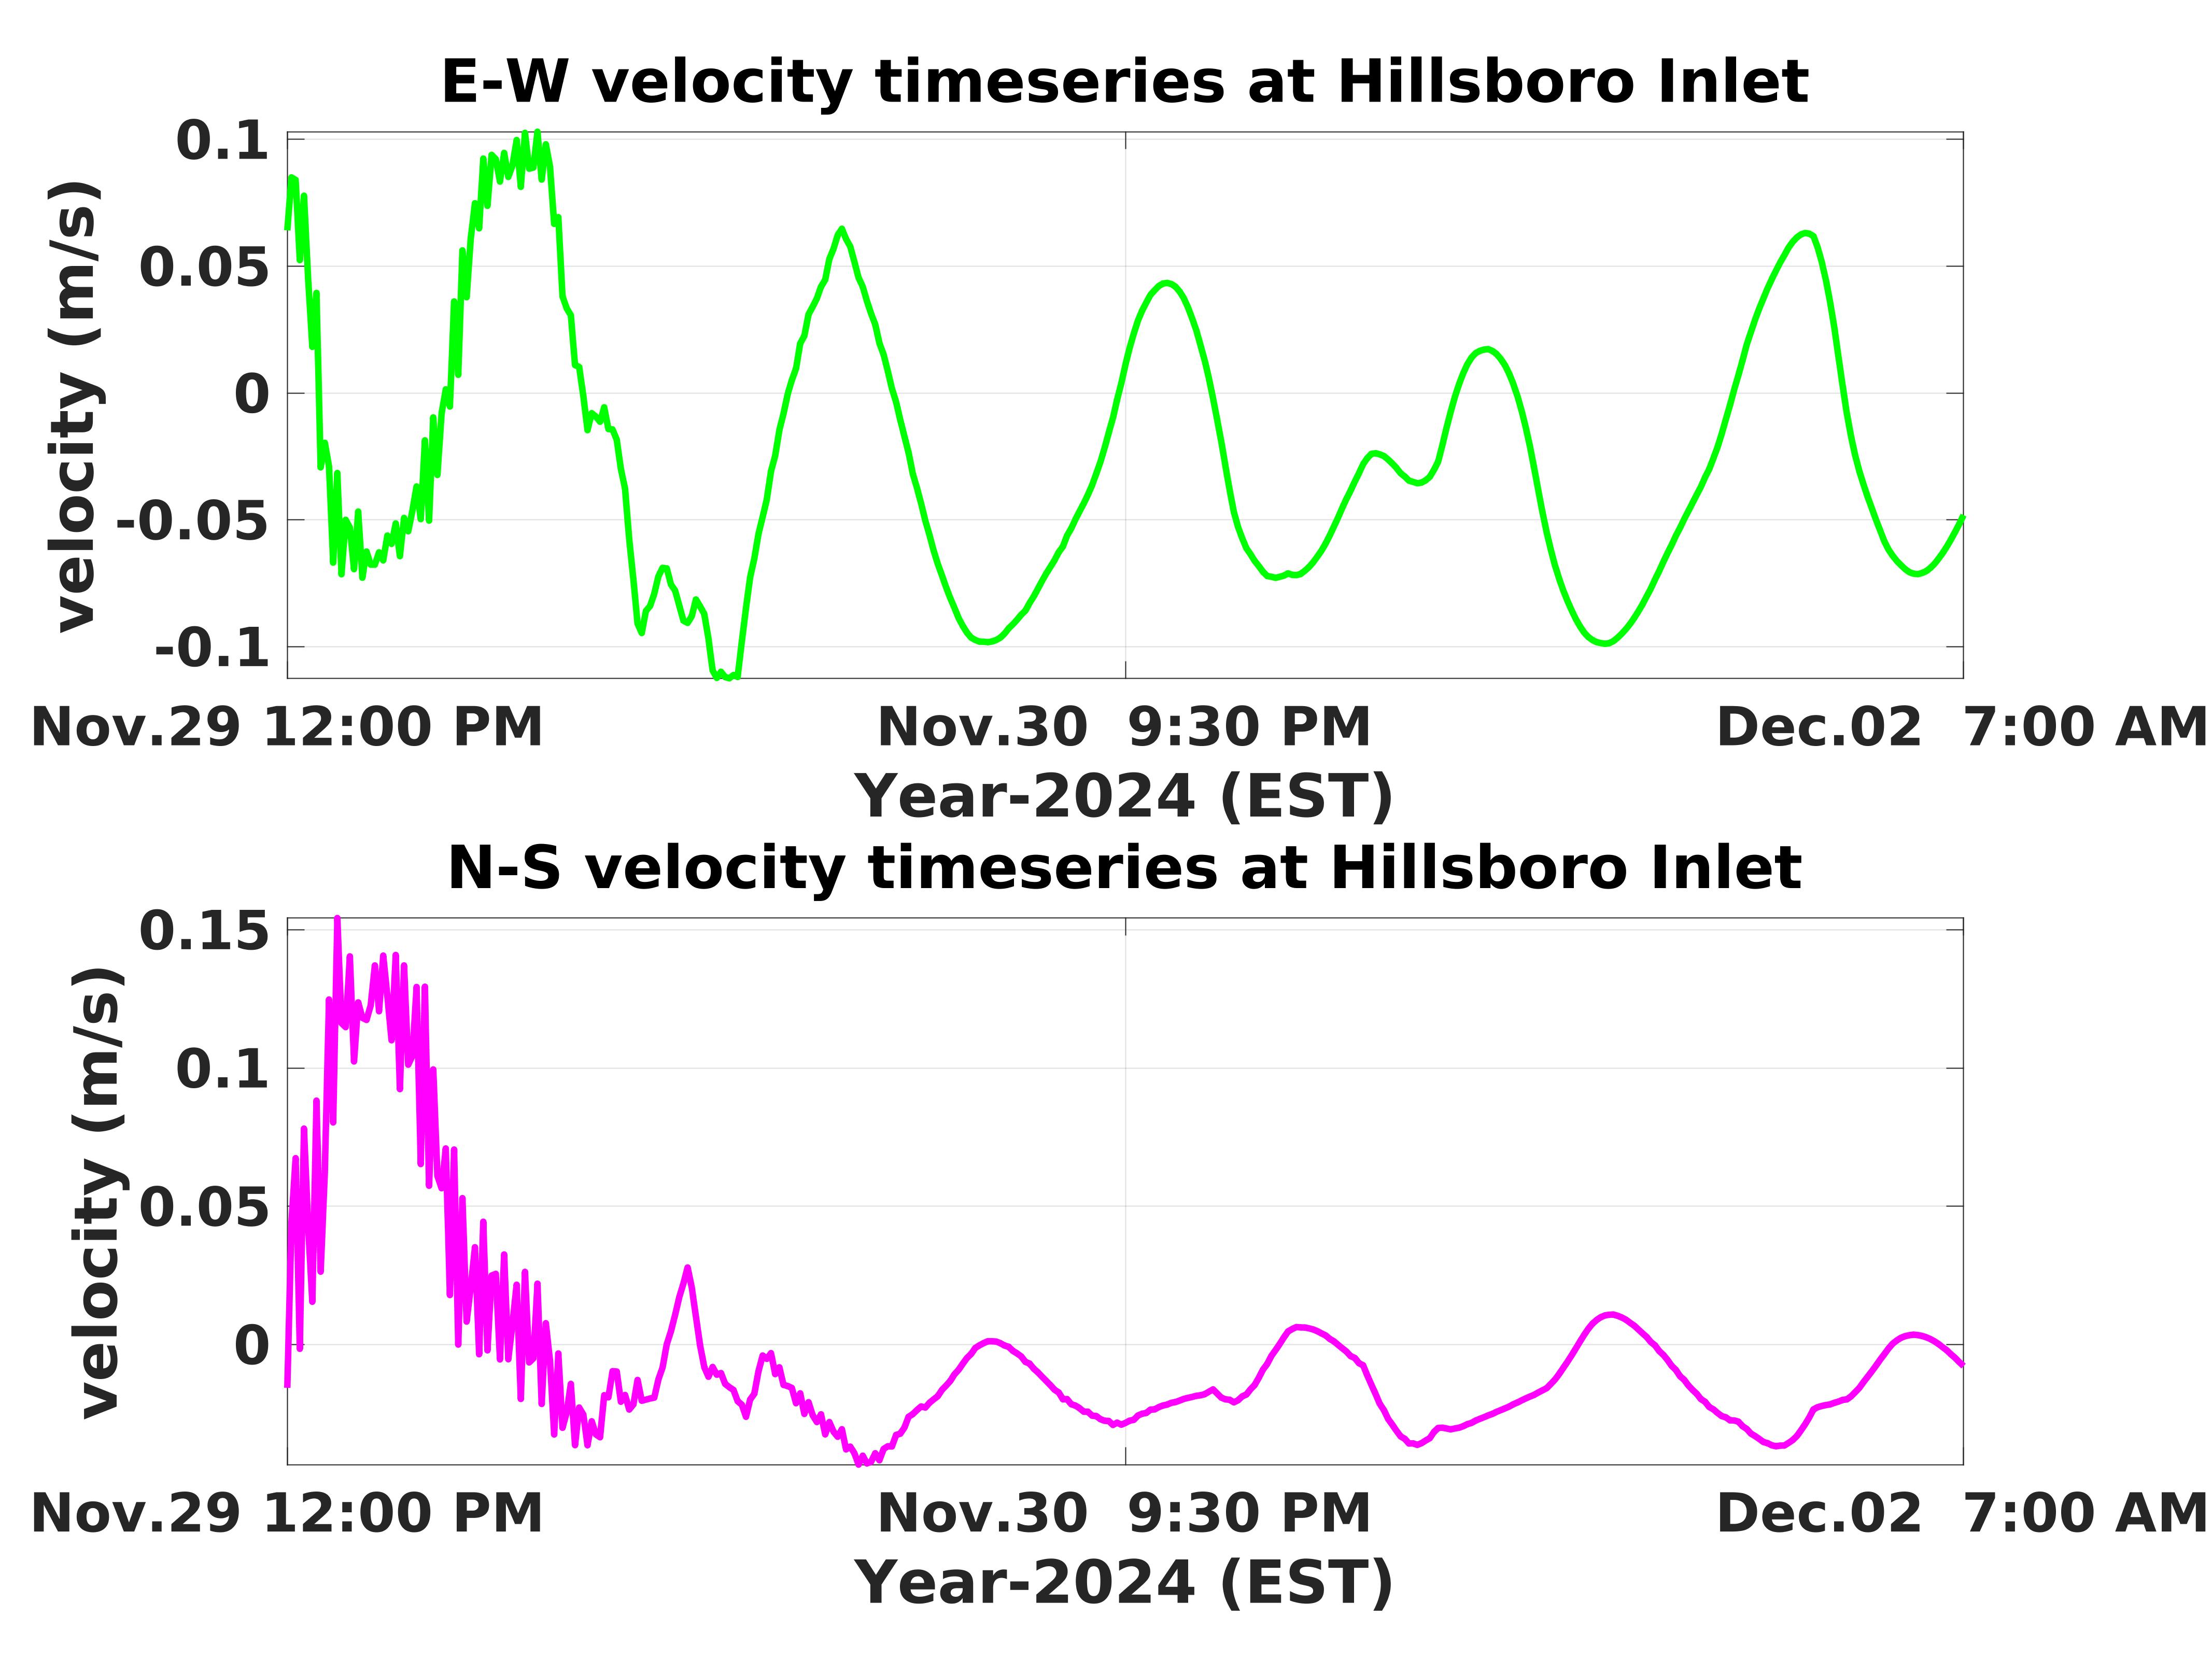 E-W velocity timeseries at Hillsboro Inlet
velocity (m/s)
0.1
0.05
0
-0.05
-0.1
Nov.29 12:00 PM
Nov.30  9:30 PM
Dec.02  7:00 AM
Year-2024 (EST)
N-S velocity timeseries at Hillsboro Inlet
velocity (m/s)
0.15
0.1
0.05
0
Nov.29 12:00 PM
Nov.30  9:30 PM
Dec.02  7:00 AM
Year-2024 (EST)